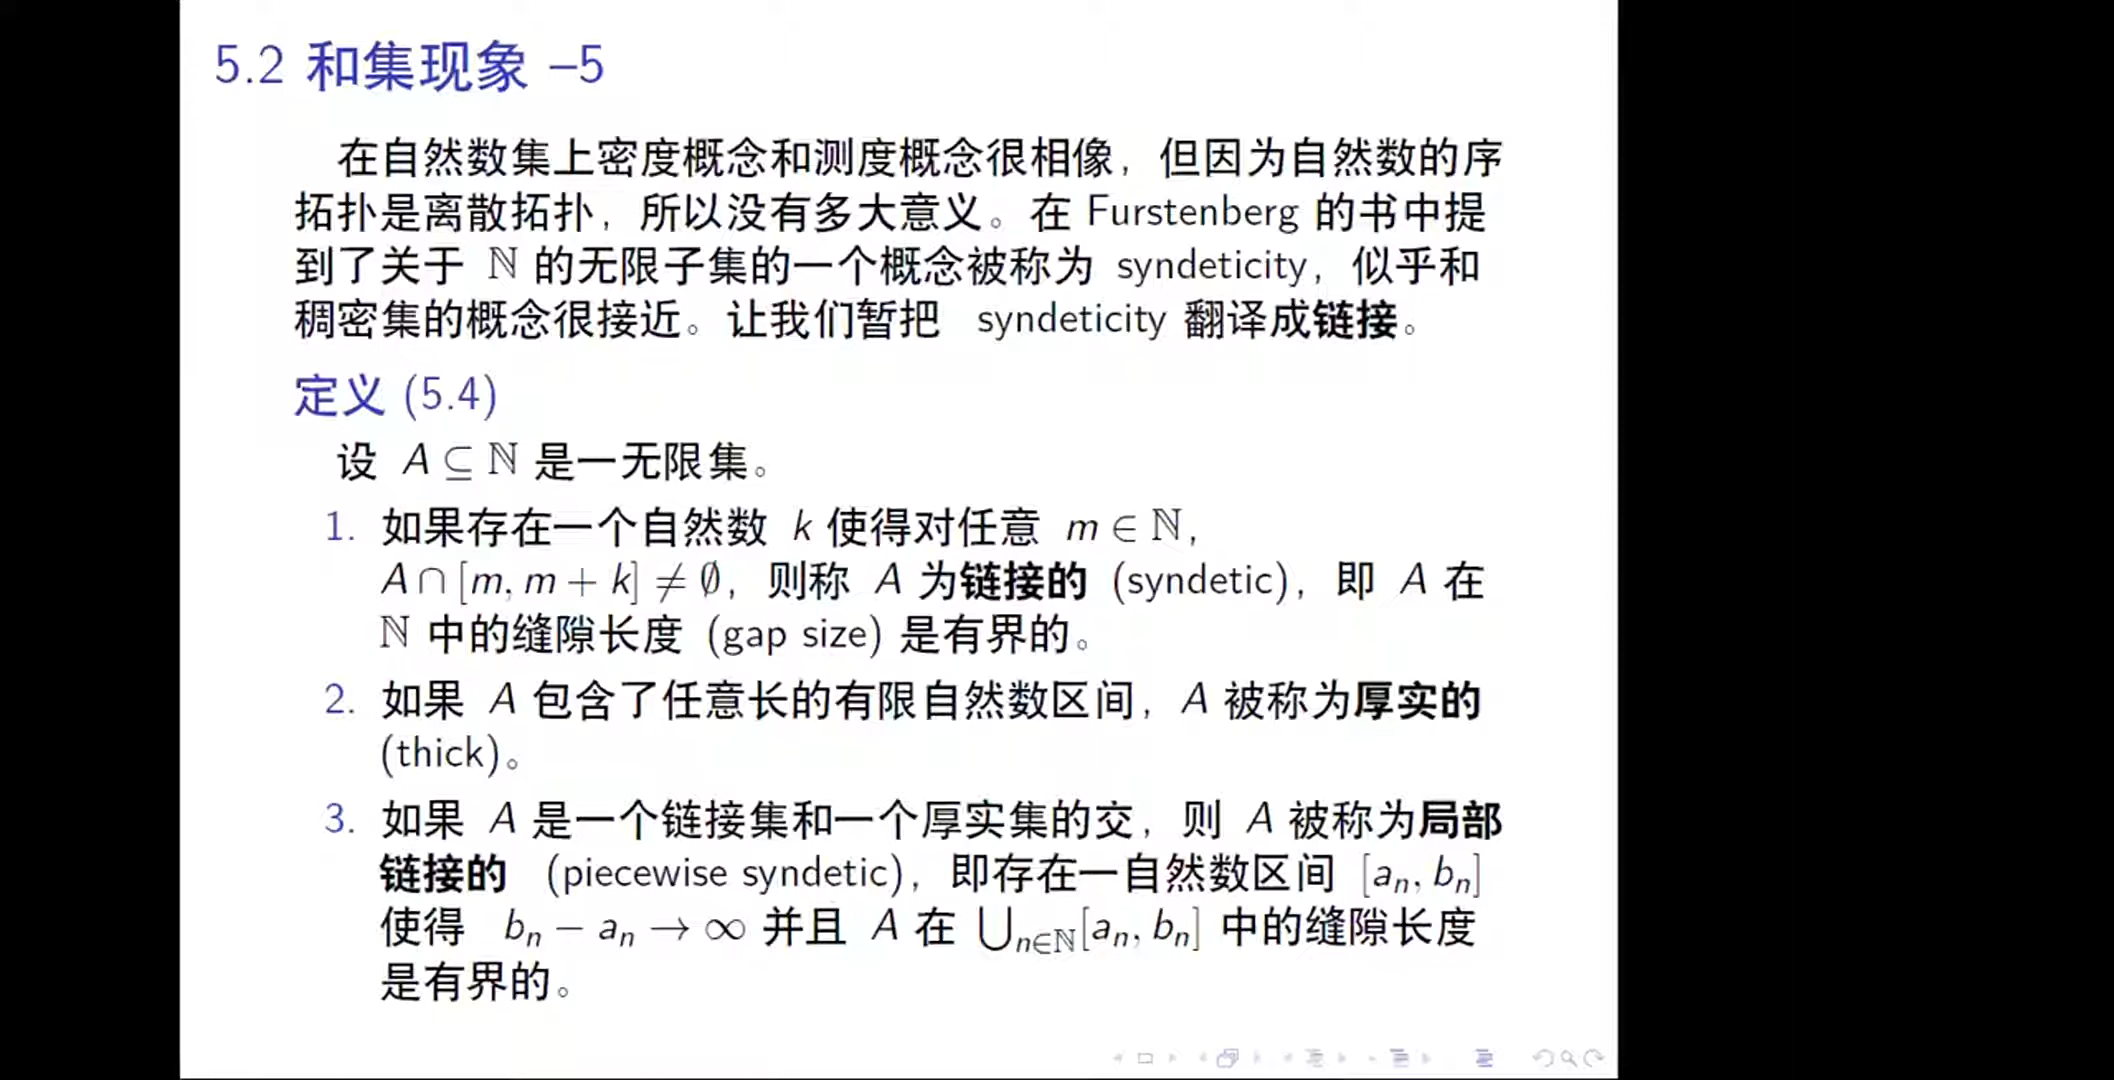 5.2 和集现象 –5
在自然数集上密度概念和测度概念很相像，但因为自然数的序
拓扑是离散拓扑，所以没有多大意义。在 Furstenberg 的书中提
到了关于 ℕ 的无限子集的一个概念被称为 syndeticity，似乎和
稠密集的概念很接近。让我们暂把 syndeticity 翻译成链接。
定义 (5.4)
设 A ⊆ ℕ 是一无限集。
1. 如果存在一个自然数 k 使得对任意 m ∈ ℕ,
A ∩ [m, m + k] ≠ ∅，则称 A 为链接的 (syndetic)，即 A 在
ℕ 中的缝隙长度 (gap size) 是有界的。
2. 如果 A 包含了任意长的有限自然数区间，A 被称为厚实的
(thick)。
3. 如果 A 是一个链接集和一个厚实集的交，则 A 被称为局部
链接的 (piecewise syndetic)，即存在一自然数区间 [aₙ, bₙ]
使得 bₙ − aₙ → ∞ 并且 A 在 ⋃ₙ∈ℕ[aₙ, bₙ] 中的缝隙长度
是有界的。